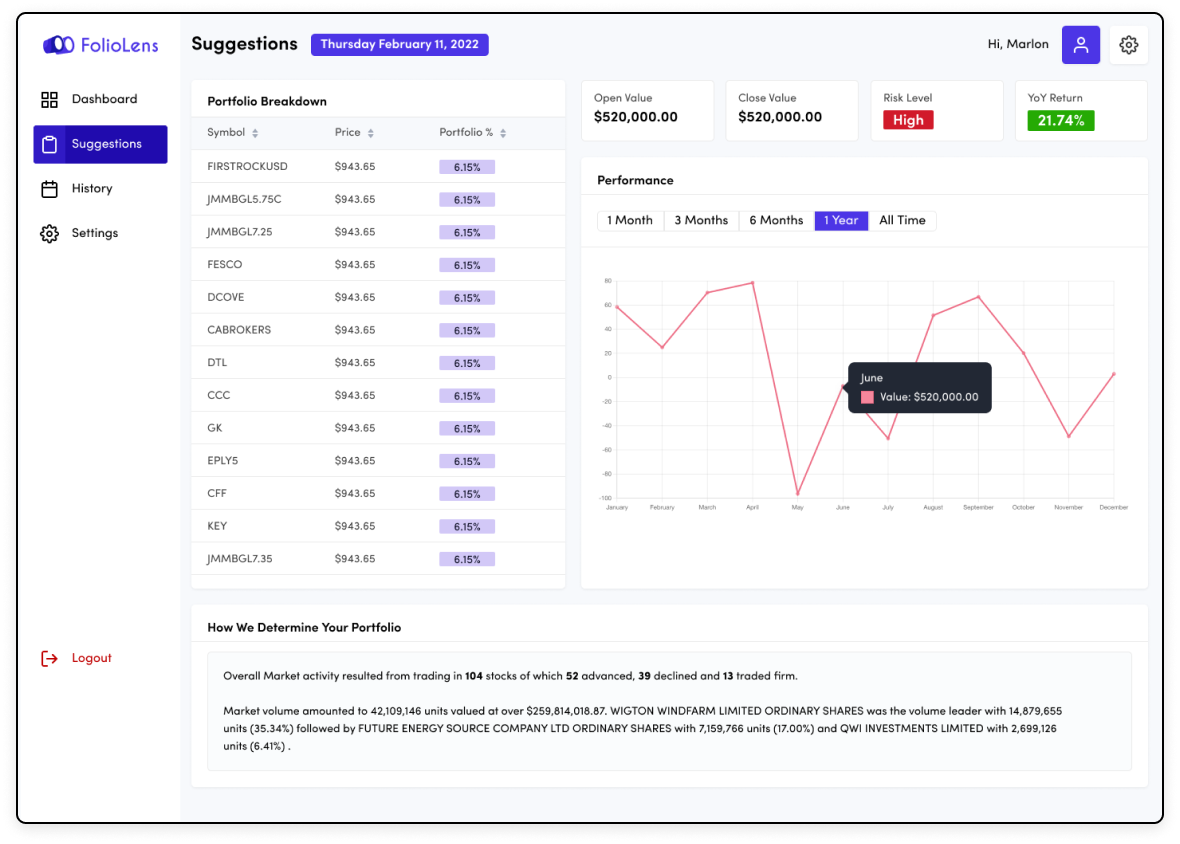 FolioLens
Suggestions
Thursday February 11, 2022
Hi, Marlon
Dashboard
Suggestions
History
Settings
Logout
Portfolio Breakdown
Symbol Price Portfolio %
FIRSTROCKUSD $943.65 6.15%
JMMBGL5.75C $943.65 6.15%
JMMBGL7.25 $943.65 6.15%
FESCO $943.65 6.15%
DCOVE $943.65 6.15%
CABROKERS $943.65 6.15%
DTL $943.65 6.15%
CCC $943.65 6.15%
GK $943.65 6.15%
EPLY5 $943.65 6.15%
CFF $943.65 6.15%
KEY $943.65 6.15%
JMMBGL7.35 $943.65 6.15%
Open Value
$520,000.00
Close Value
$520,000.00
Risk Level
High
YoY Return
21.74%
Performance
1 Month 3 Months 6 Months 1 Year All Time
80
60
40
20
0
-20
-40
-60
-80
-100
June
Value: $520,000.00
January February March April May June July August September October November December
How We Determine Your Portfolio
Overall Market activity resulted from trading in 104 stocks of which 52 advanced, 39 declined and 13 traded firm.
Market volume amounted to 42,109,146 units valued at over $259,814,018.87. WIGTON WINDFARM LIMITED ORDINARY SHARES was the volume leader with 14,879,655
units (35.34%) followed by FUTURE ENERGY SOURCE COMPANY LTD ORDINARY SHARES with 7,159,766 units (17.00%) and QWI INVESTMENTS LIMITED with 2,699,126
units (6.41%) .